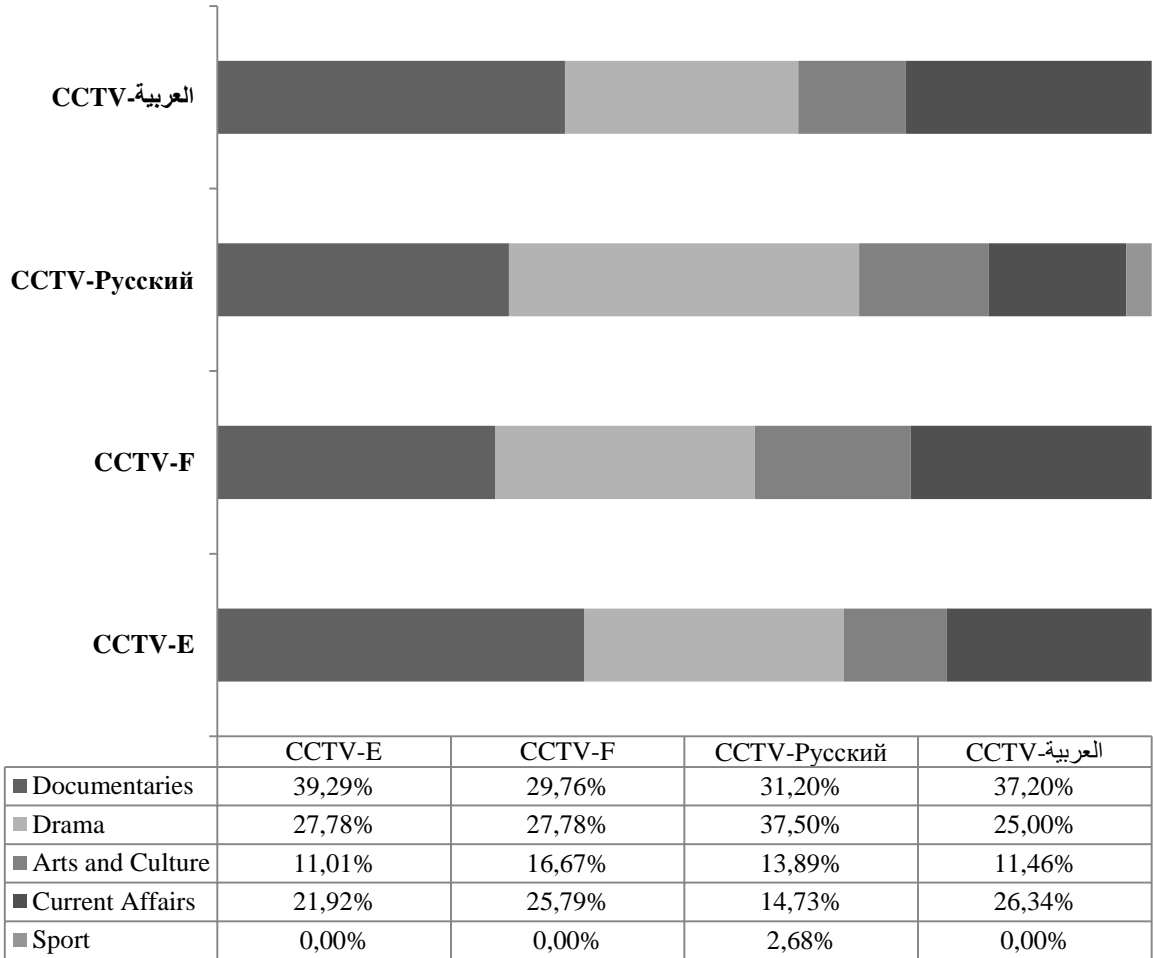 CCTV-العربية
CCTV-Русский
CCTV-F
CCTV-E
CCTV-E CCTV-F CCTV-Русский CCTV-العربية
Documentaries 39,29% 29,76% 31,20% 37,20%
Drama 27,78% 27,78% 37,50% 25,00%
Arts and Culture 11,01% 16,67% 13,89% 11,46%
Current Affairs 21,92% 25,79% 14,73% 26,34%
Sport 0,00% 0,00% 2,68% 0,00%